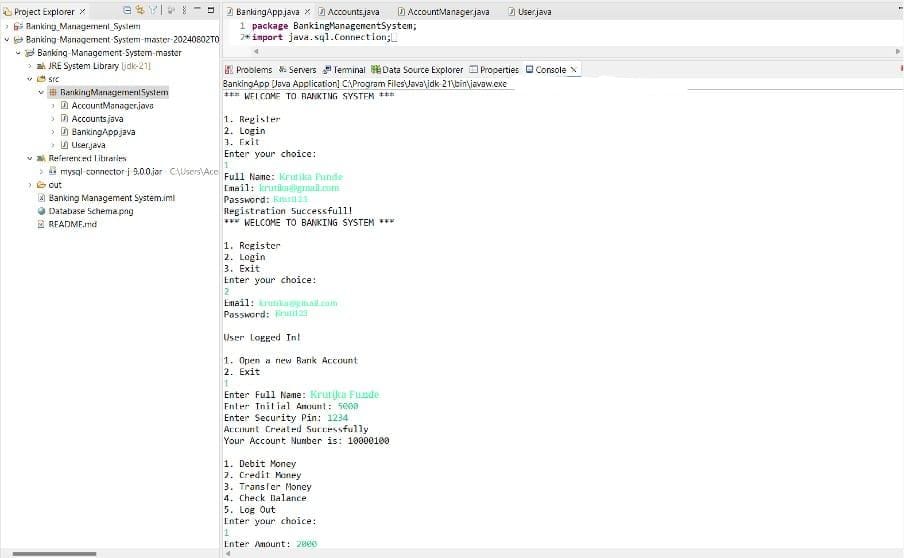 Project Explorer
Banking_Management_System
Banking-Management-System-master-20240802T0
Banking-Management-System-master
JRE System Library [jdk-21]
src
BankingManagementSystem
AccountManager.java
Accounts.java
BankingApp.java
User.java
Referenced Libraries
mysql-connector-j-9.0.0.jar C:\Users\Ace
out
Banking Management System.iml
Database Schema.png
README.md
BankingApp.java Accounts.java AccountManager.java User.java
1 package BankingManagementSystem;
2 import java.sql.Connection;
Problems Servers Terminal Data Source Explorer Properties Console
BankingApp [Java Application] C:\Program Files\Java\jdk-21\bin\javaw.exe
*** WELCOME TO BANKING SYSTEM ***
1. Register
2. Login
3. Exit
Enter your choice:
1
Full Name: Krutika Funde
Email: krutika@gmail.com
Password: Kruti123
Registration Successfull!
*** WELCOME TO BANKING SYSTEM ***
1. Register
2. Login
3. Exit
Enter your choice:
2
Email: krutika@gmail.com
Password: Kruti123
User Logged In!
1. Open a new Bank Account
2. Exit
1
Enter Full Name: Krutika Funde
Enter Initial Amount: 5000
Enter Security Pin: 1234
Account Created Successfully
Your Account Number is: 10000100
1. Debit Money
2. Credit Money
3. Transfer Money
4. Check Balance
5. Log Out
Enter your choice:
1
Enter Amount: 2000